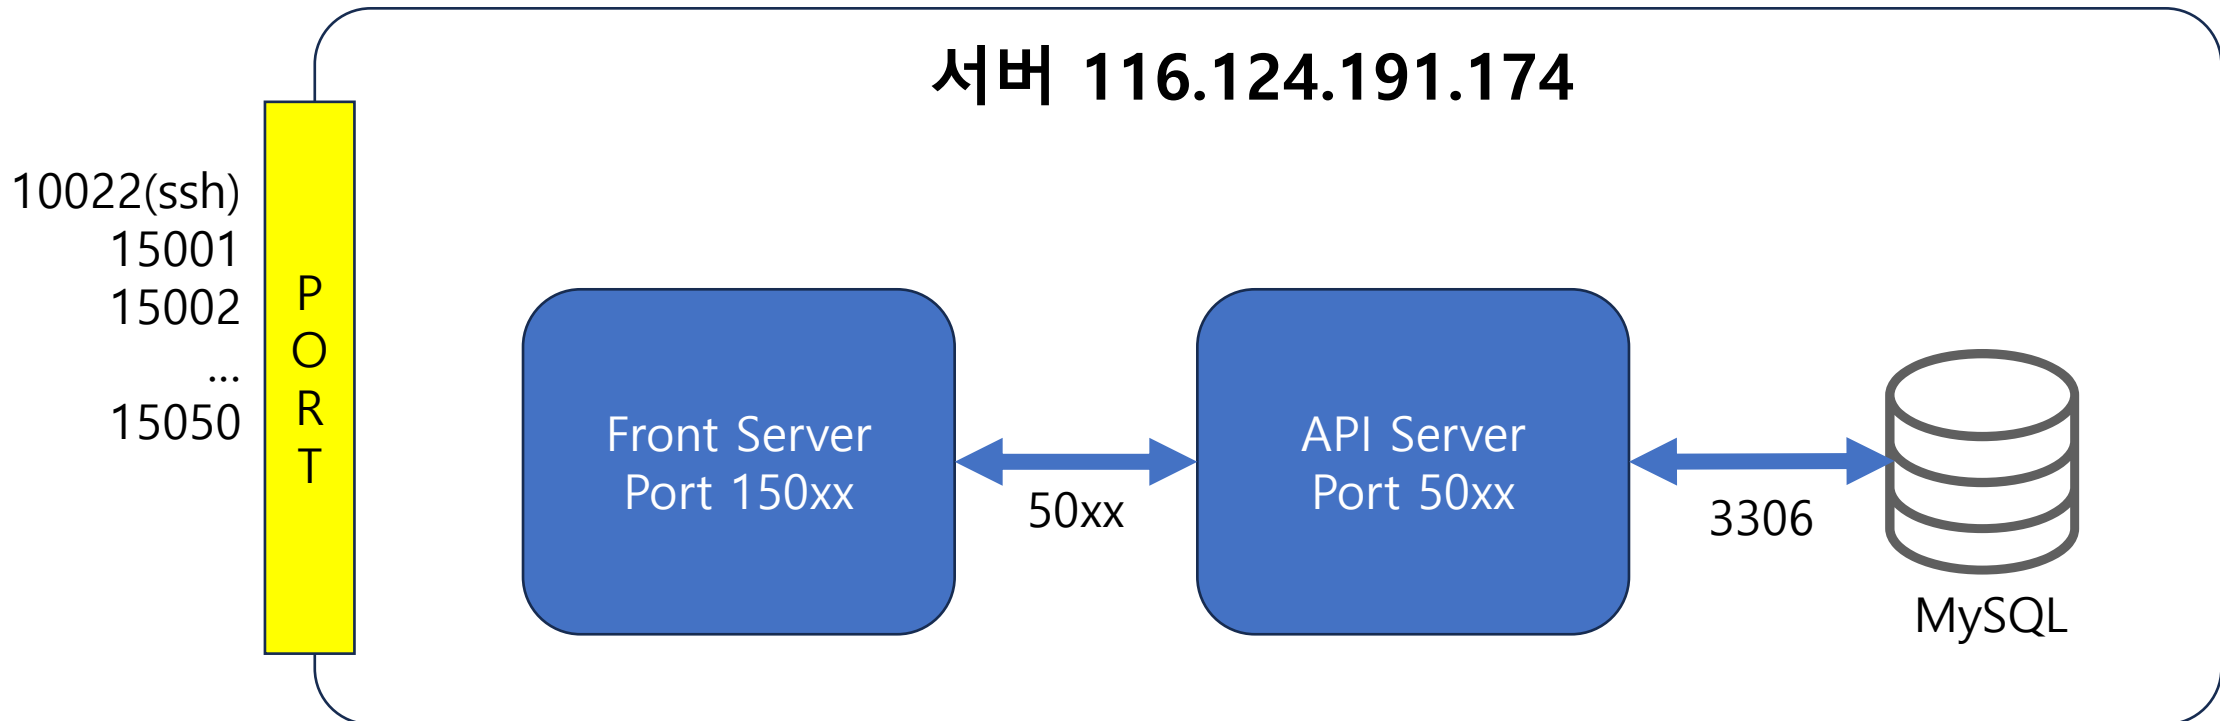 서버 116.124.191.174
10022(ssh)
15001
15002
...
15050
P
O
R
T
Front Server
Port 150xx
50xx
API Server
Port 50xx
3306
MySQL